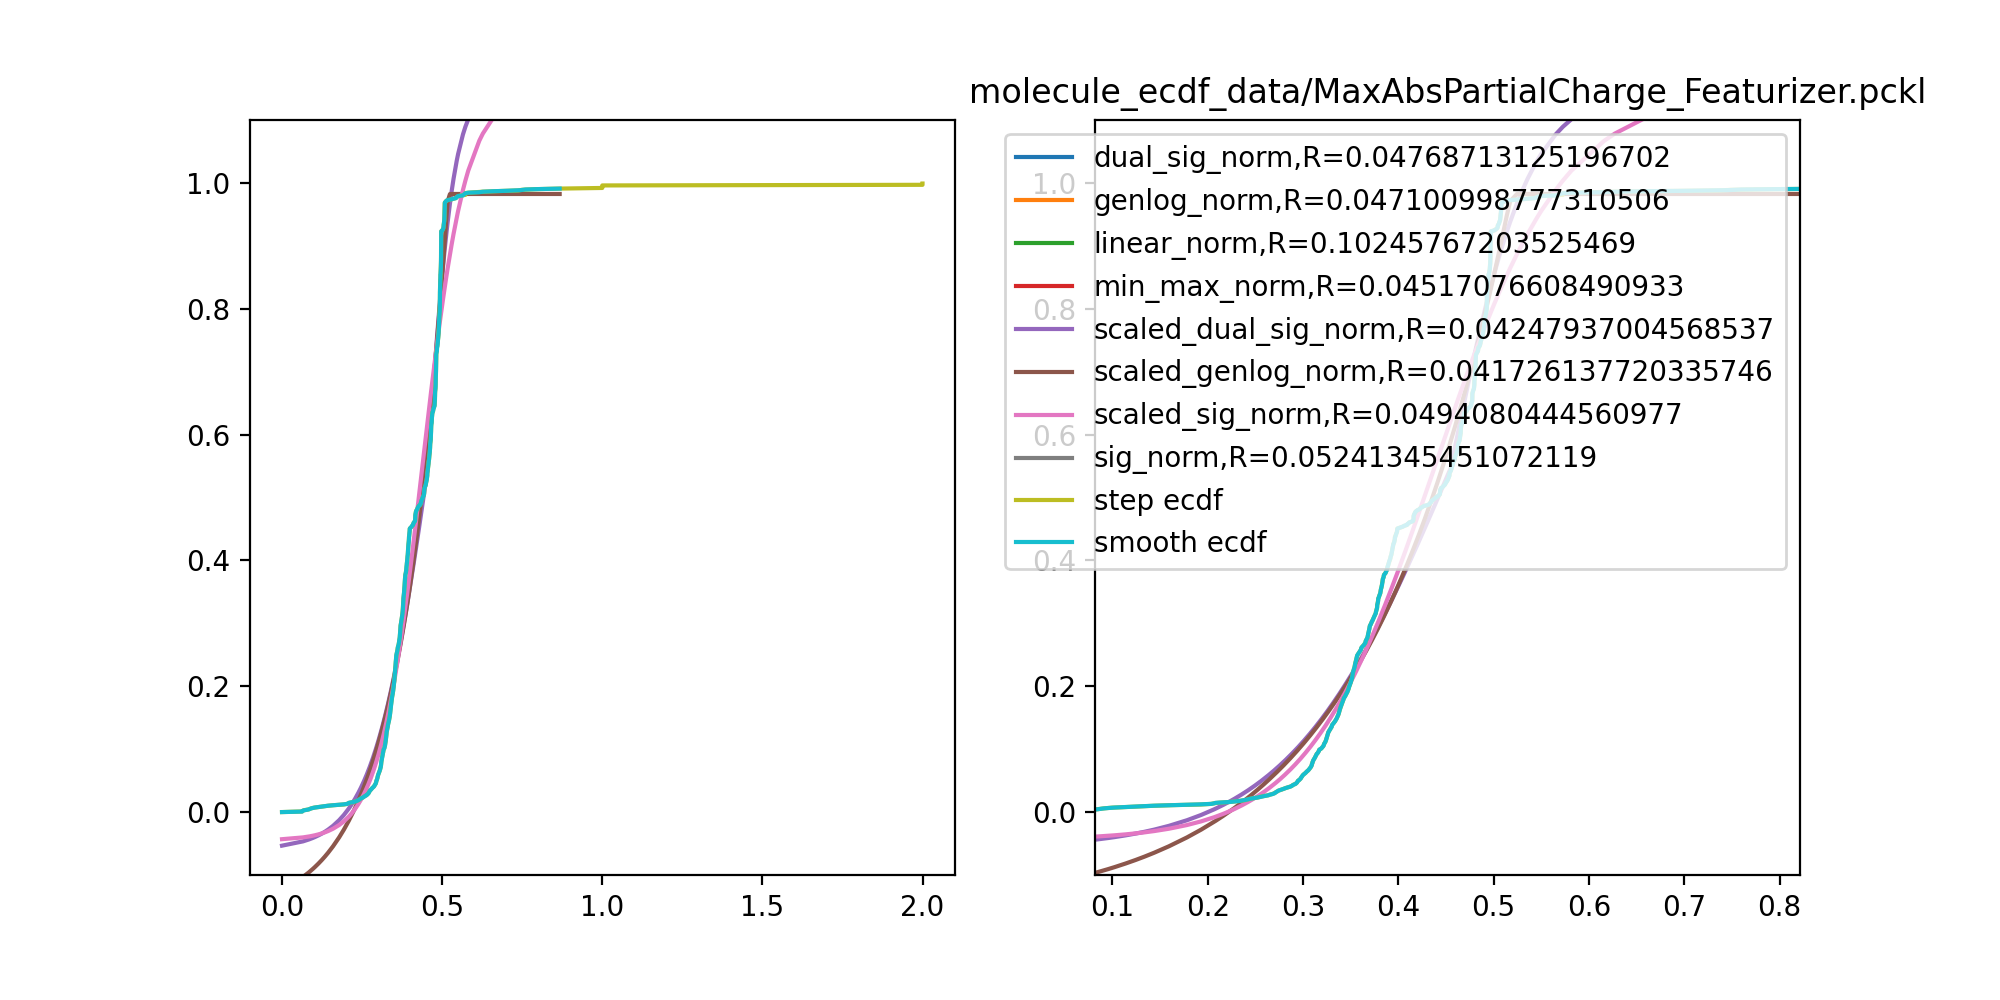 molecule_ecdf_data/MaxAbsPartialCharge_Featurizer.pckl
1.0
0.8
0.6
0.4
0.2
0.0
0.0 0.5 1.0 1.5 2.0
dual_sig_norm,R=0.04768713125196702
genlog_norm,R=0.047100998777310506
linear_norm,R=0.10245767203525469
min_max_norm,R=0.04517076608490933
scaled_dual_sig_norm,R=0.04247937004568537
scaled_genlog_norm,R=0.041726137720335746
scaled_sig_norm,R=0.0494080444560977
sig_norm,R=0.05241345451072119
step ecdf
smooth ecdf
1.0
0.8
0.6
0.4
0.2
0.0
0.1 0.2 0.3 0.4 0.5 0.6 0.7 0.8